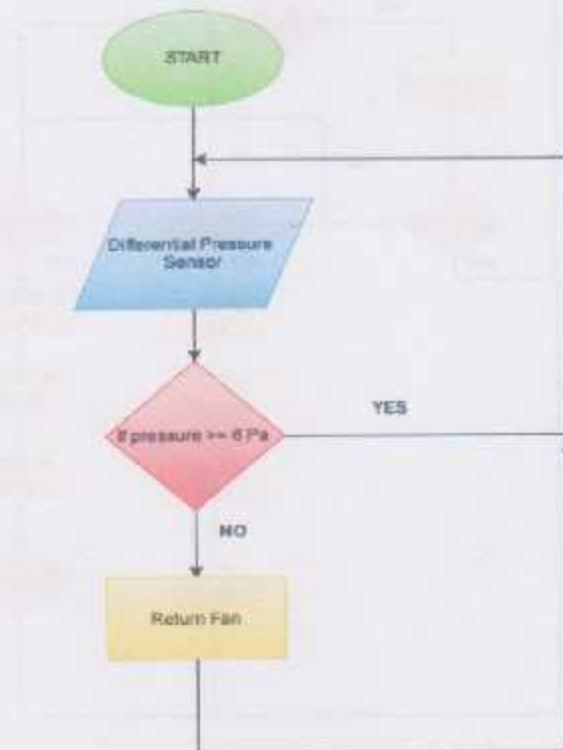 START
Differential Pressure
Sensor
If pressure >= 6 Pa
YES
NO
Return Fan